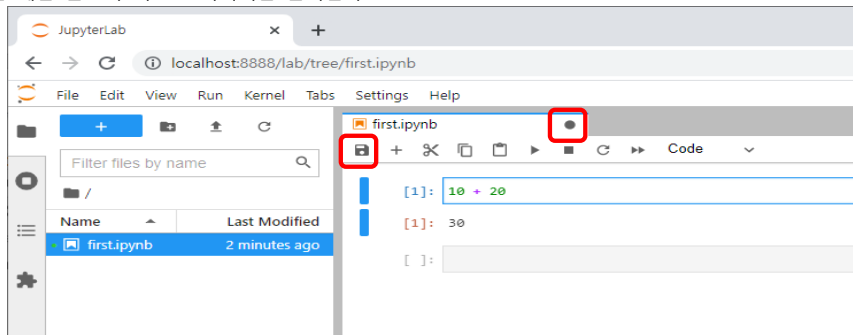 JupyterLab
localhost:8888/lab/tree/first.ipynb
File Edit View Run Kernel Tabs Settings Help
first.ipynb
Code
Filter files by name
/
Name Last Modified
first.ipynb 2 minutes ago
[1]: 10 + 20
[1]: 30
[ ]: